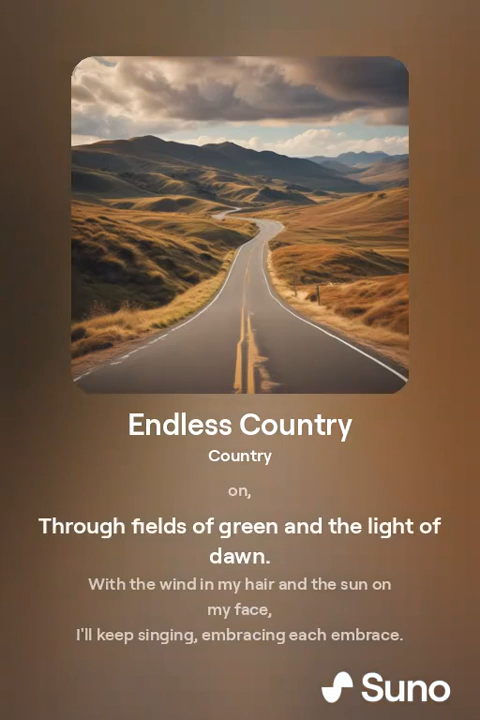 Endless Country
Country
on,
Through fields of green and the light of
dawn.
With the wind in my hair and the sun on
my face,
I'll keep singing, embracing each embrace.
Suno